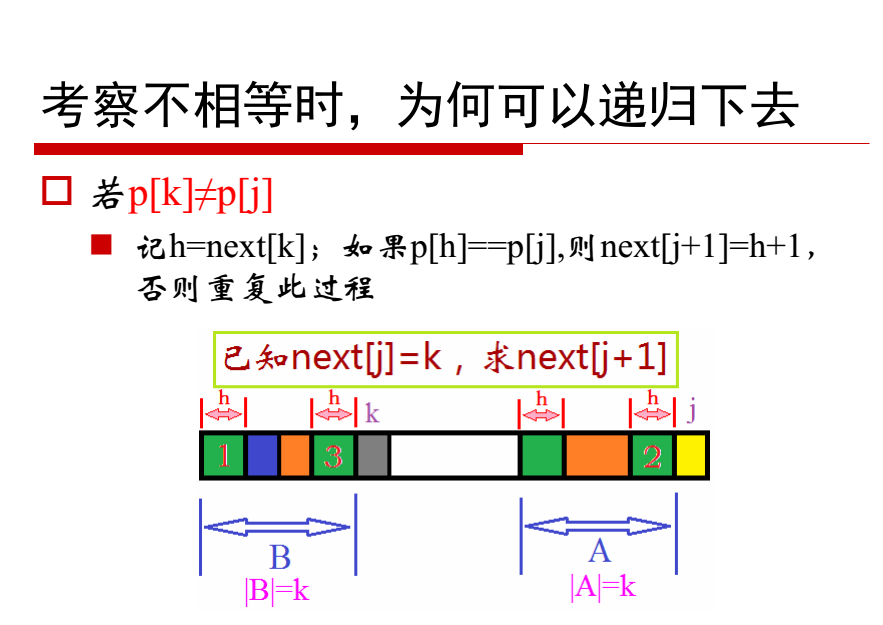 考察不相等时，为何可以递归下去
若p[k]≠p[j]
记h=next[k]；如果p[h]==p[j],则next[j+1]=h+1，
否则重复此过程
已知next[j]=k，求next[j+1]
h h k h h j
1 3 2
B A
|B|=k |A|=k